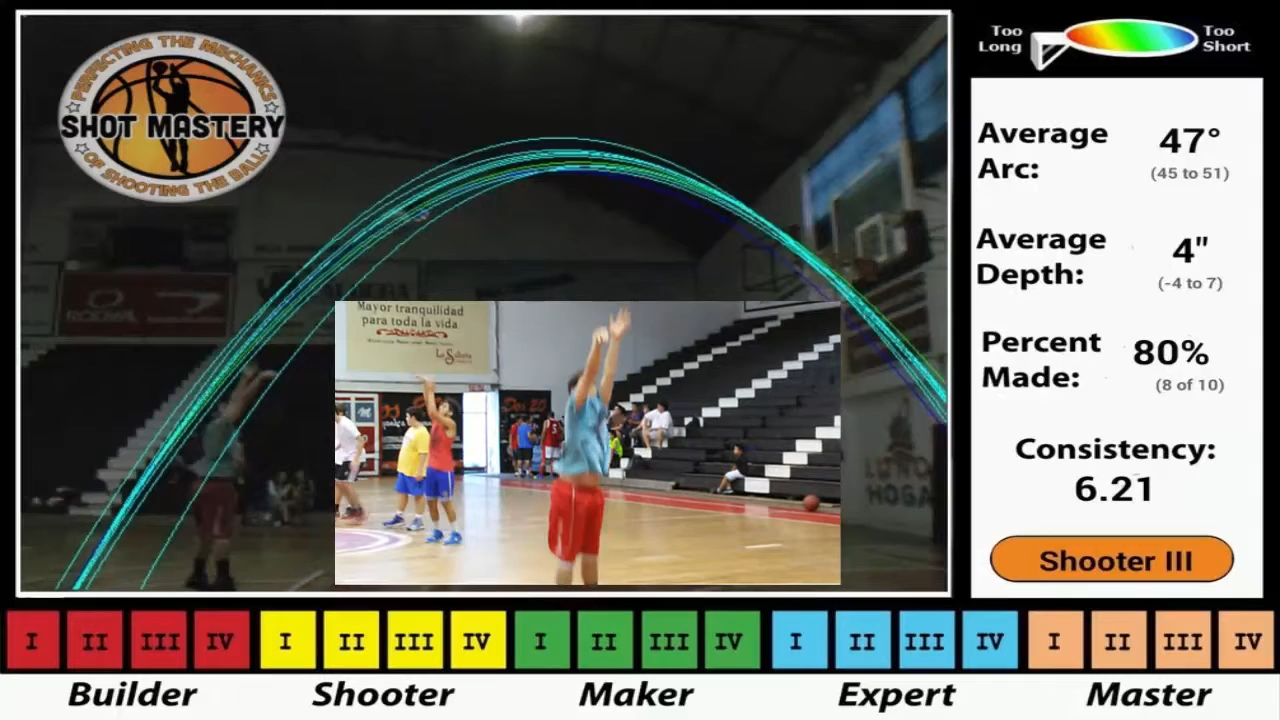 PERFECTING THE MECHANICS
SHOT MASTERY
OF SHOOTING THE BALL
Too
Long
Too
Short
Average
Arc:
47°
(45 to 51)
Average
Depth:
4"
(-4 to 7)
Percent
Made:
80%
(8 of 10)
Consistency:
6.21
Shooter III
Mayor tranquilidad
para toda la vida
LUNO
HOGA
I II III IV I II III IV I II III IV I II III IV I II III IV
Builder Shooter Maker Expert Master